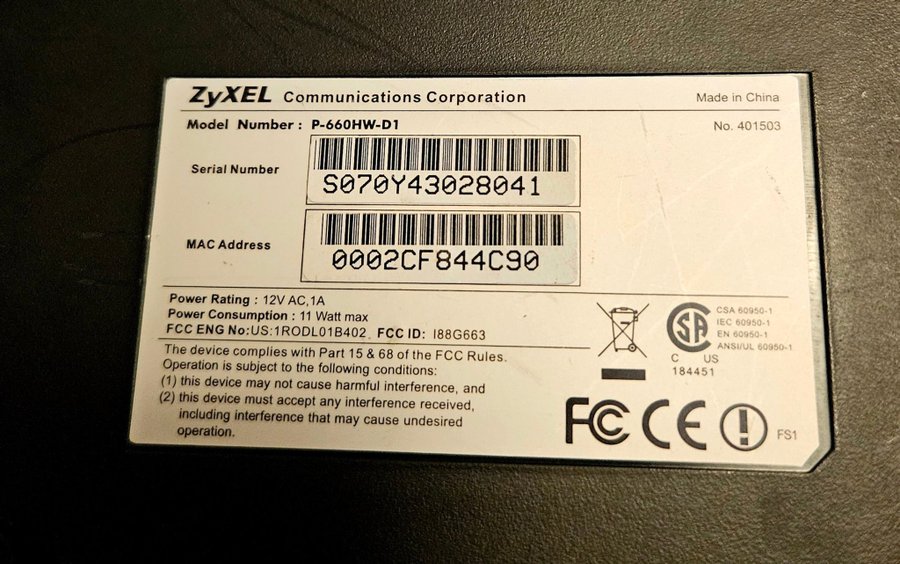 ZyXEL Communications Corporation Made in China
Model Number : P-660HW-D1 No. 401503
Serial Number S070Y43028041
MAC Address 0002CF844C90
Power Rating : 12V AC,1A
Power Consumption : 11 Watt max
FCC ENG No:US:1RODL01B402 FCC ID: I88G663
The device complies with Part 15 & 68 of the FCC Rules.
Operation is subject to the following conditions:
(1) this device may not cause harmful interference, and
(2) this device must accept any interference received,
including interference that may cause undesired
operation.
SA
C US
184451
CSA 60950-1
IEC 60950-1
EN 60950-1
ANSI/UL 60950-1
FC CE ! FS1